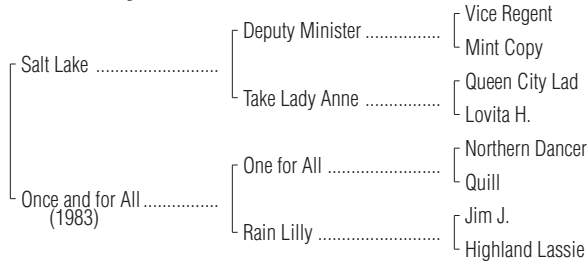 Vice Regent
Deputy Minister ..................
Mint Copy
Salt Lake .............................
Queen City Lad
Take Lady Anne ..................
Lovita H.
Northern Dancer
One for All ...........................
Quill
Once and for All ..................
(1983)
Jim J.
Rain Lilly .............................
Highland Lassie